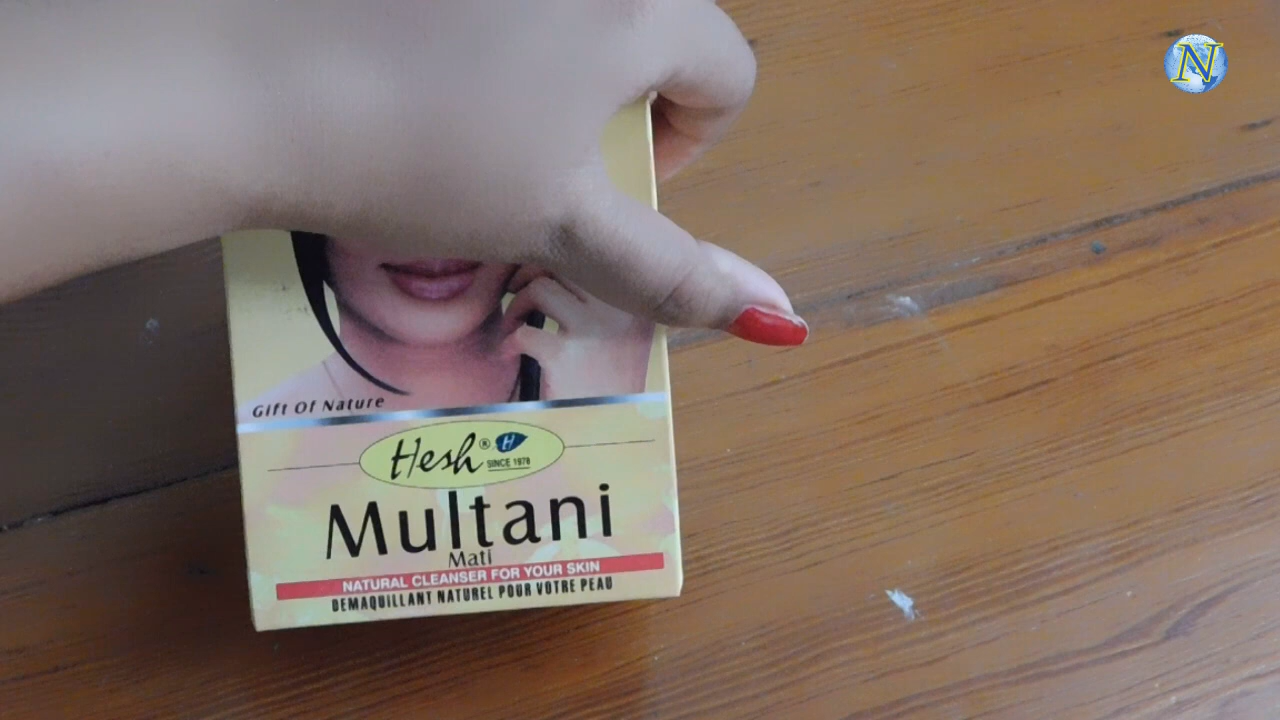 N
Gift Of Nature
Hesh® H
SINCE 1978
Multani
Mati
NATURAL CLEANSER FOR YOUR SKIN
DEMAQUILLANT NATUREL POUR VOTRE PEAU